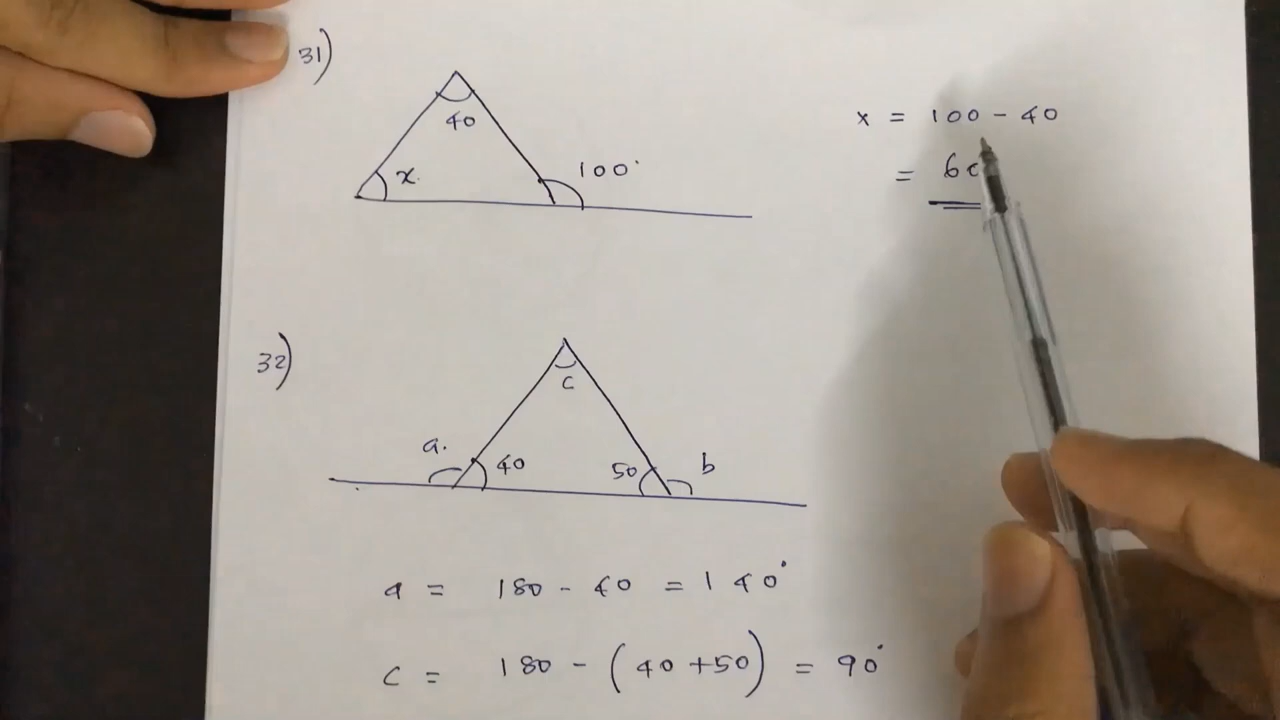 31)
40
x.
100°
x = 100 - 40
= 60
32)
c
a.
40
50
b
a = 180 - 40 = 140°
c = 180 - (40 + 50) = 90°